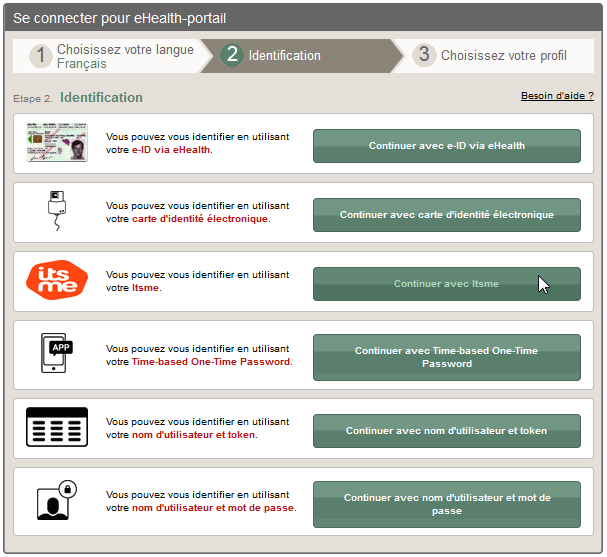 Se connecter pour eHealth-portail
1 Choisissez votre langue
Français
2 Identification
3 Choisissez votre profil
Etape 2. Identification
Besoin d'aide ?
Vous pouvez vous identifier en utilisant
votre e-ID via eHealth.
Continuer avec e-ID via eHealth
Vous pouvez vous identifier en utilisant
votre carte d'identité électronique.
Continuer avec carte d'identité électronique
itsme
Vous pouvez vous identifier en utilisant
votre Itsme.
Continuer avec Itsme
APP
Vous pouvez vous identifier en utilisant
votre Time-based One-Time Password.
Continuer avec Time-based One-Time
Password
Vous pouvez vous identifier en utilisant
votre nom d'utilisateur et token.
Continuer avec nom d'utilisateur et token
Vous pouvez vous identifier en utilisant
votre nom d'utilisateur et mot de passe.
Continuer avec nom d'utilisateur et mot de
passe